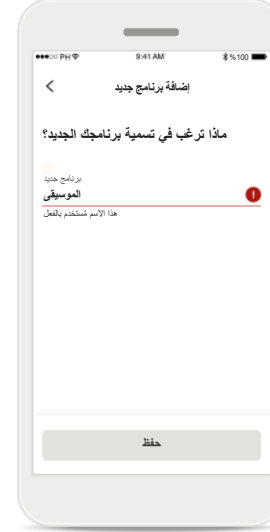 ●●●○○ PH 9:41 AM %100
إضافة برنامج جديد
ماذا ترغب في تسمية برنامجك الجديد؟
برنامج جديد
الموسيقى
هذا الاسم مُستخدم بالفعل
حفظ